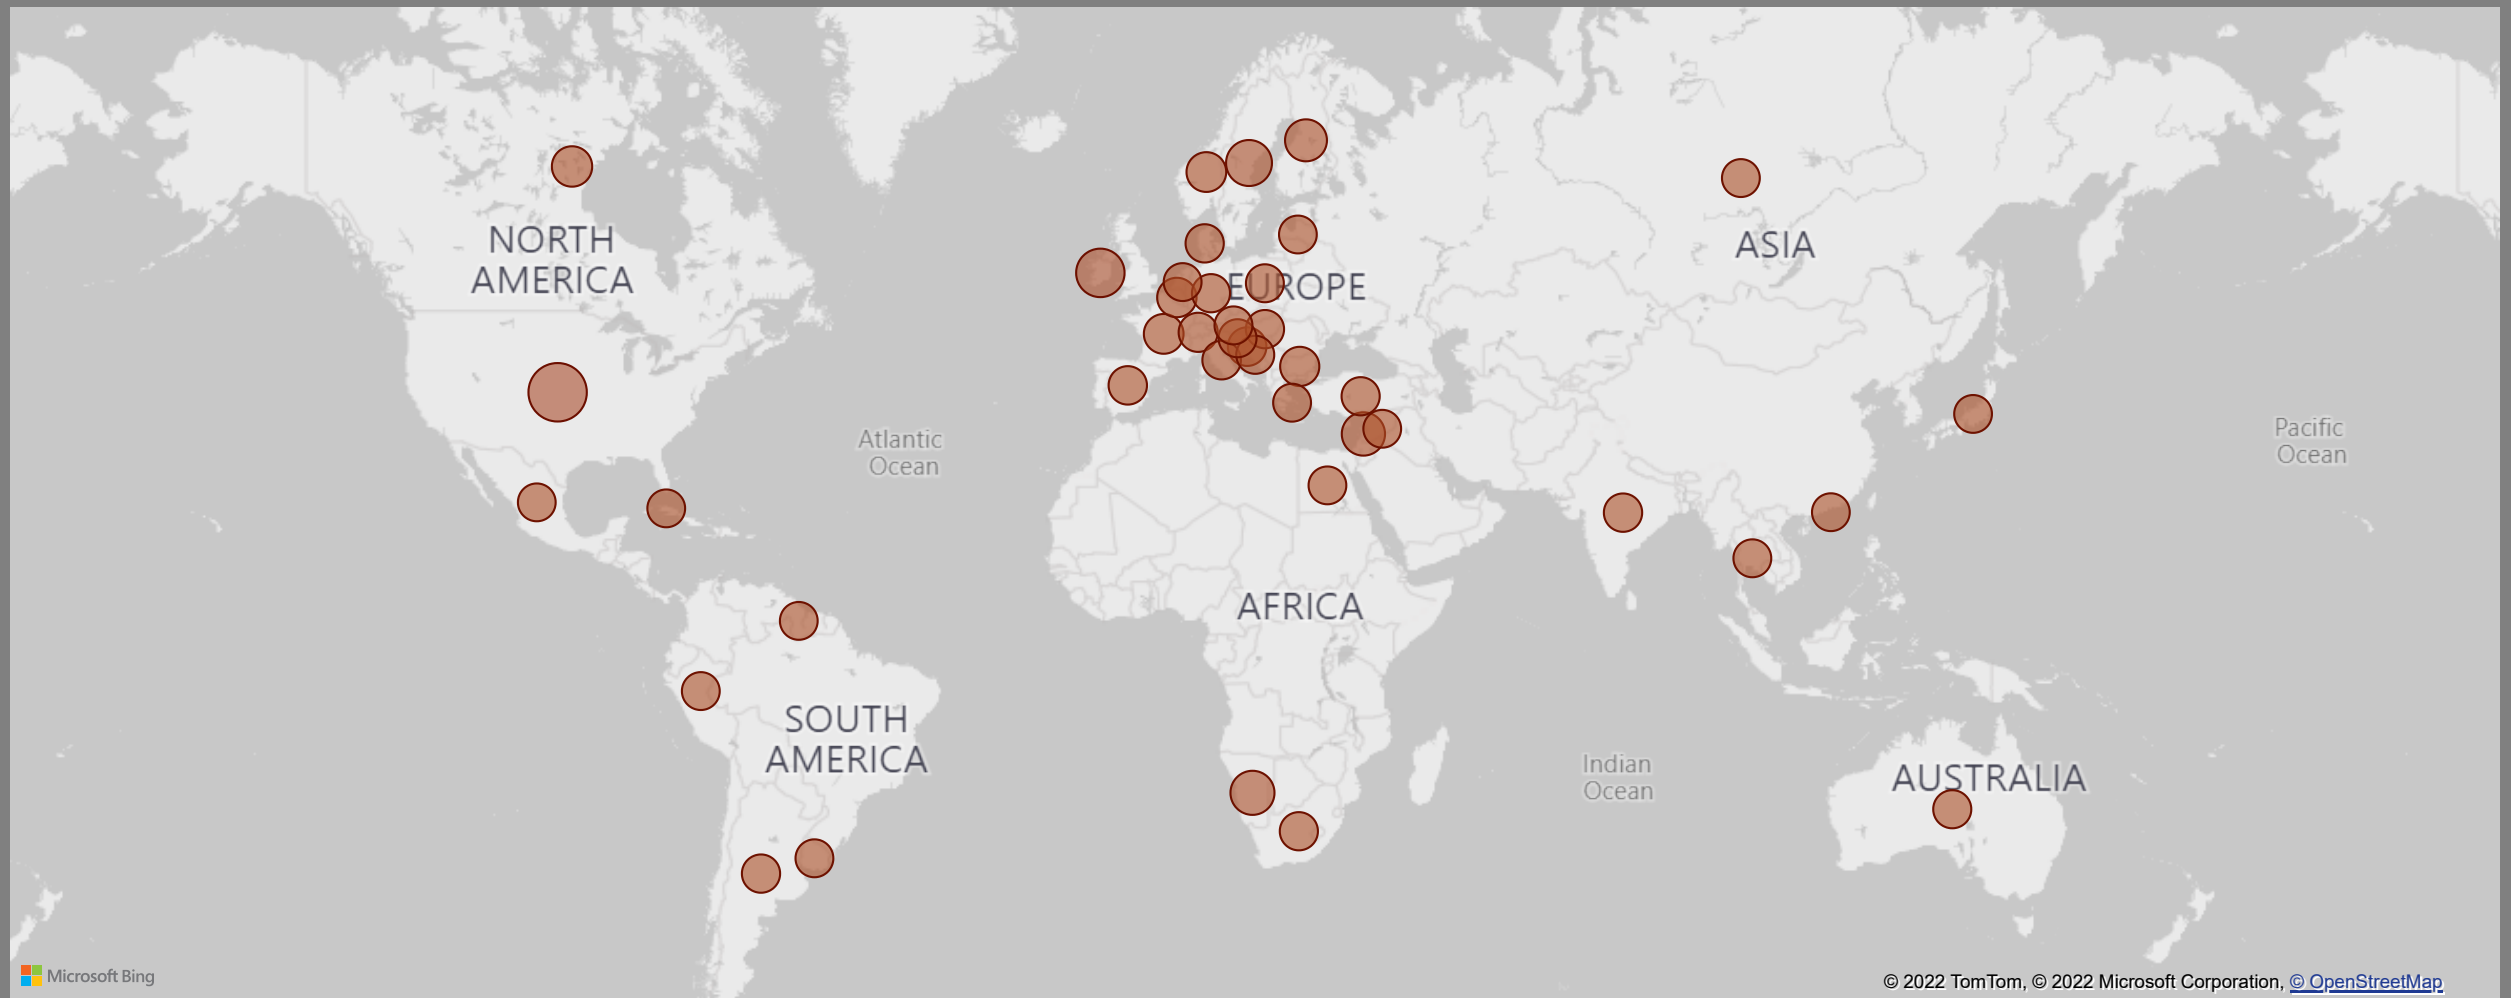 NORTH
AMERICA
EUROPE
ASIA
Atlantic
Ocean
Pacific
Ocean
AFRICA
SOUTH
AMERICA
Indian
Ocean
AUSTRALIA
Microsoft Bing
© 2022 TomTom, © 2022 Microsoft Corporation, © OpenStreetMap